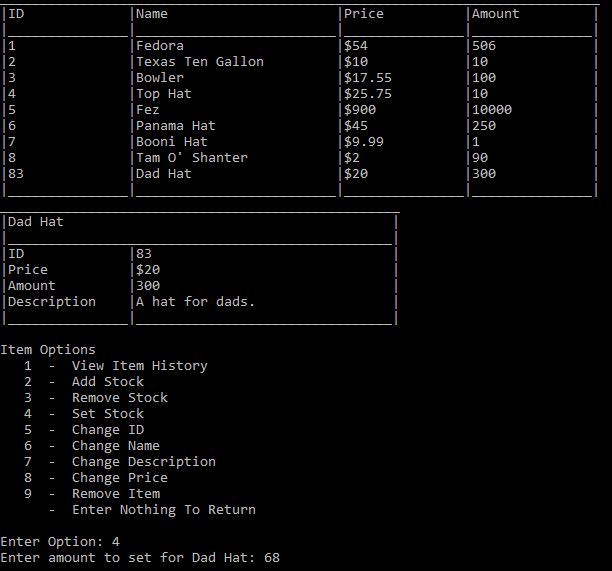 ID Name Price Amount
1 Fedora $54 506
2 Texas Ten Gallon $10 10
3 Bowler $17.55 100
4 Top Hat $25.75 10
5 Fez $900 10000
6 Panama Hat $45 250
7 Booni Hat $9.99 1
8 Tam O' Shanter $2 90
83 Dad Hat $20 300
Dad Hat
ID 83
Price $20
Amount 300
Description A hat for dads.
Item Options
1 - View Item History
2 - Add Stock
3 - Remove Stock
4 - Set Stock
5 - Change ID
6 - Change Name
7 - Change Description
8 - Change Price
9 - Remove Item
- Enter Nothing To Return
Enter Option: 4
Enter amount to set for Dad Hat: 68